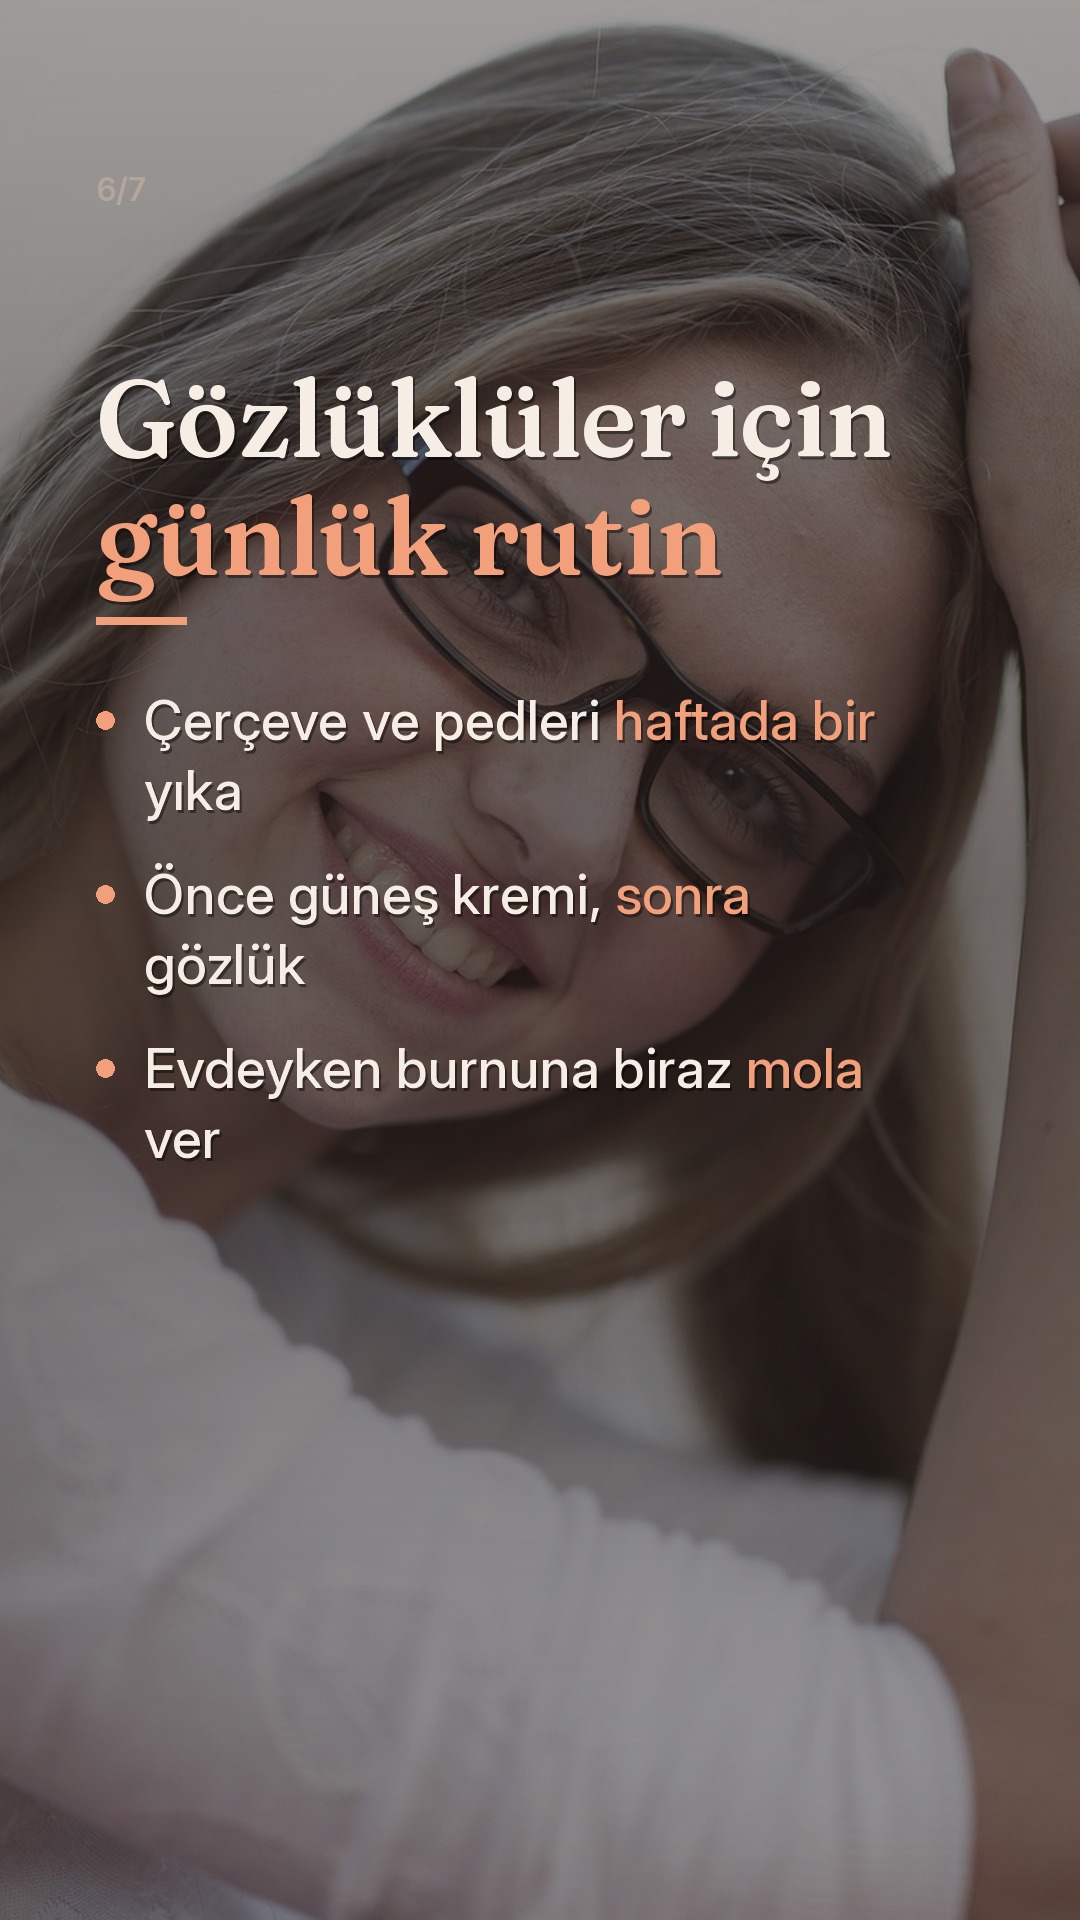 6/7
Gözlüklüler için
günlük rutin
Çerçeve ve pedleri haftada bir
yıka
Önce güneş kremi, sonra
gözlük
Evdeyken burnuna biraz mola
ver